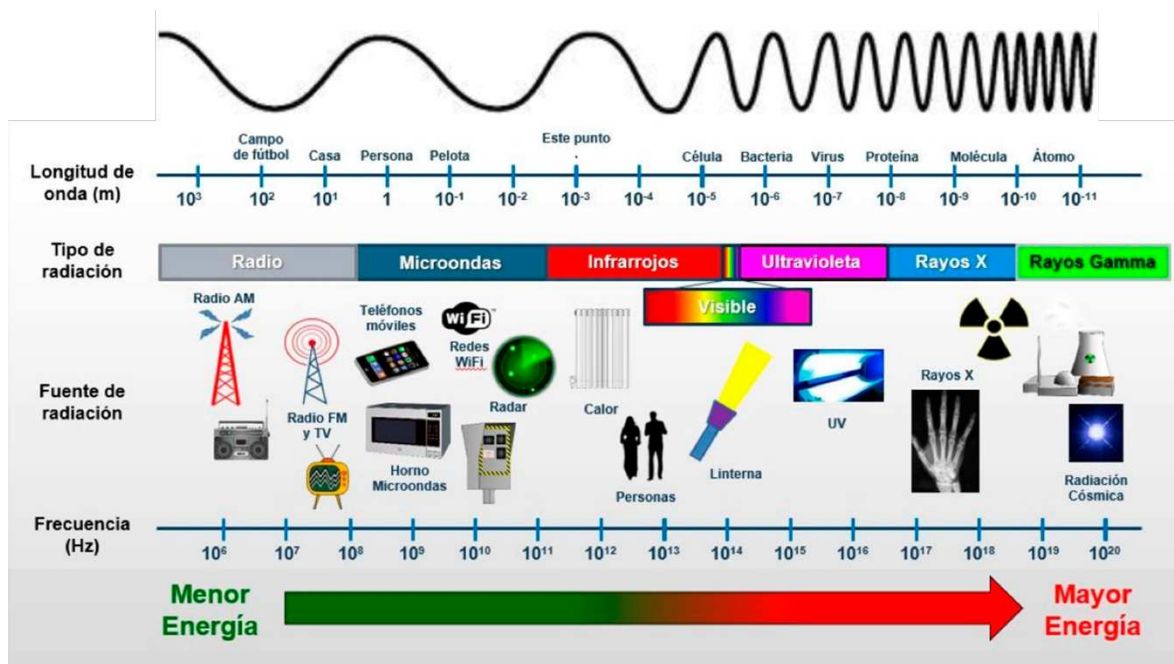 Campo
de fútbol
Casa
Persona
Pelota
Este punto
.
Célula
Bacteria
Virus
Proteína
Molécula
Átomo
Longitud de
onda (m)
10³ 10² 10¹ 1 10⁻¹ 10⁻² 10⁻³ 10⁻⁴ 10⁻⁵ 10⁻⁶ 10⁻⁷ 10⁻⁸ 10⁻⁹ 10⁻¹⁰ 10⁻¹¹
Tipo de
radiación
Radio
Microondas
Infrarrojos
Ultravioleta
Rayos X
Rayos Gamma
Visible
Fuente de
radiación
Radio AM
Radio FM
y TV
Teléfonos
móviles
WiFi™
Redes
WiFi
Radar
Horno
Microondas
Calor
Personas
Linterna
UV
Rayos X
Radiación
Cósmica
Frecuencia
(Hz)
10⁶ 10⁷ 10⁸ 10⁹ 10¹⁰ 10¹¹ 10¹² 10¹³ 10¹⁴ 10¹⁵ 10¹⁶ 10¹⁷ 10¹⁸ 10¹⁹ 10²⁰
Menor
Energía
Mayor
Energía